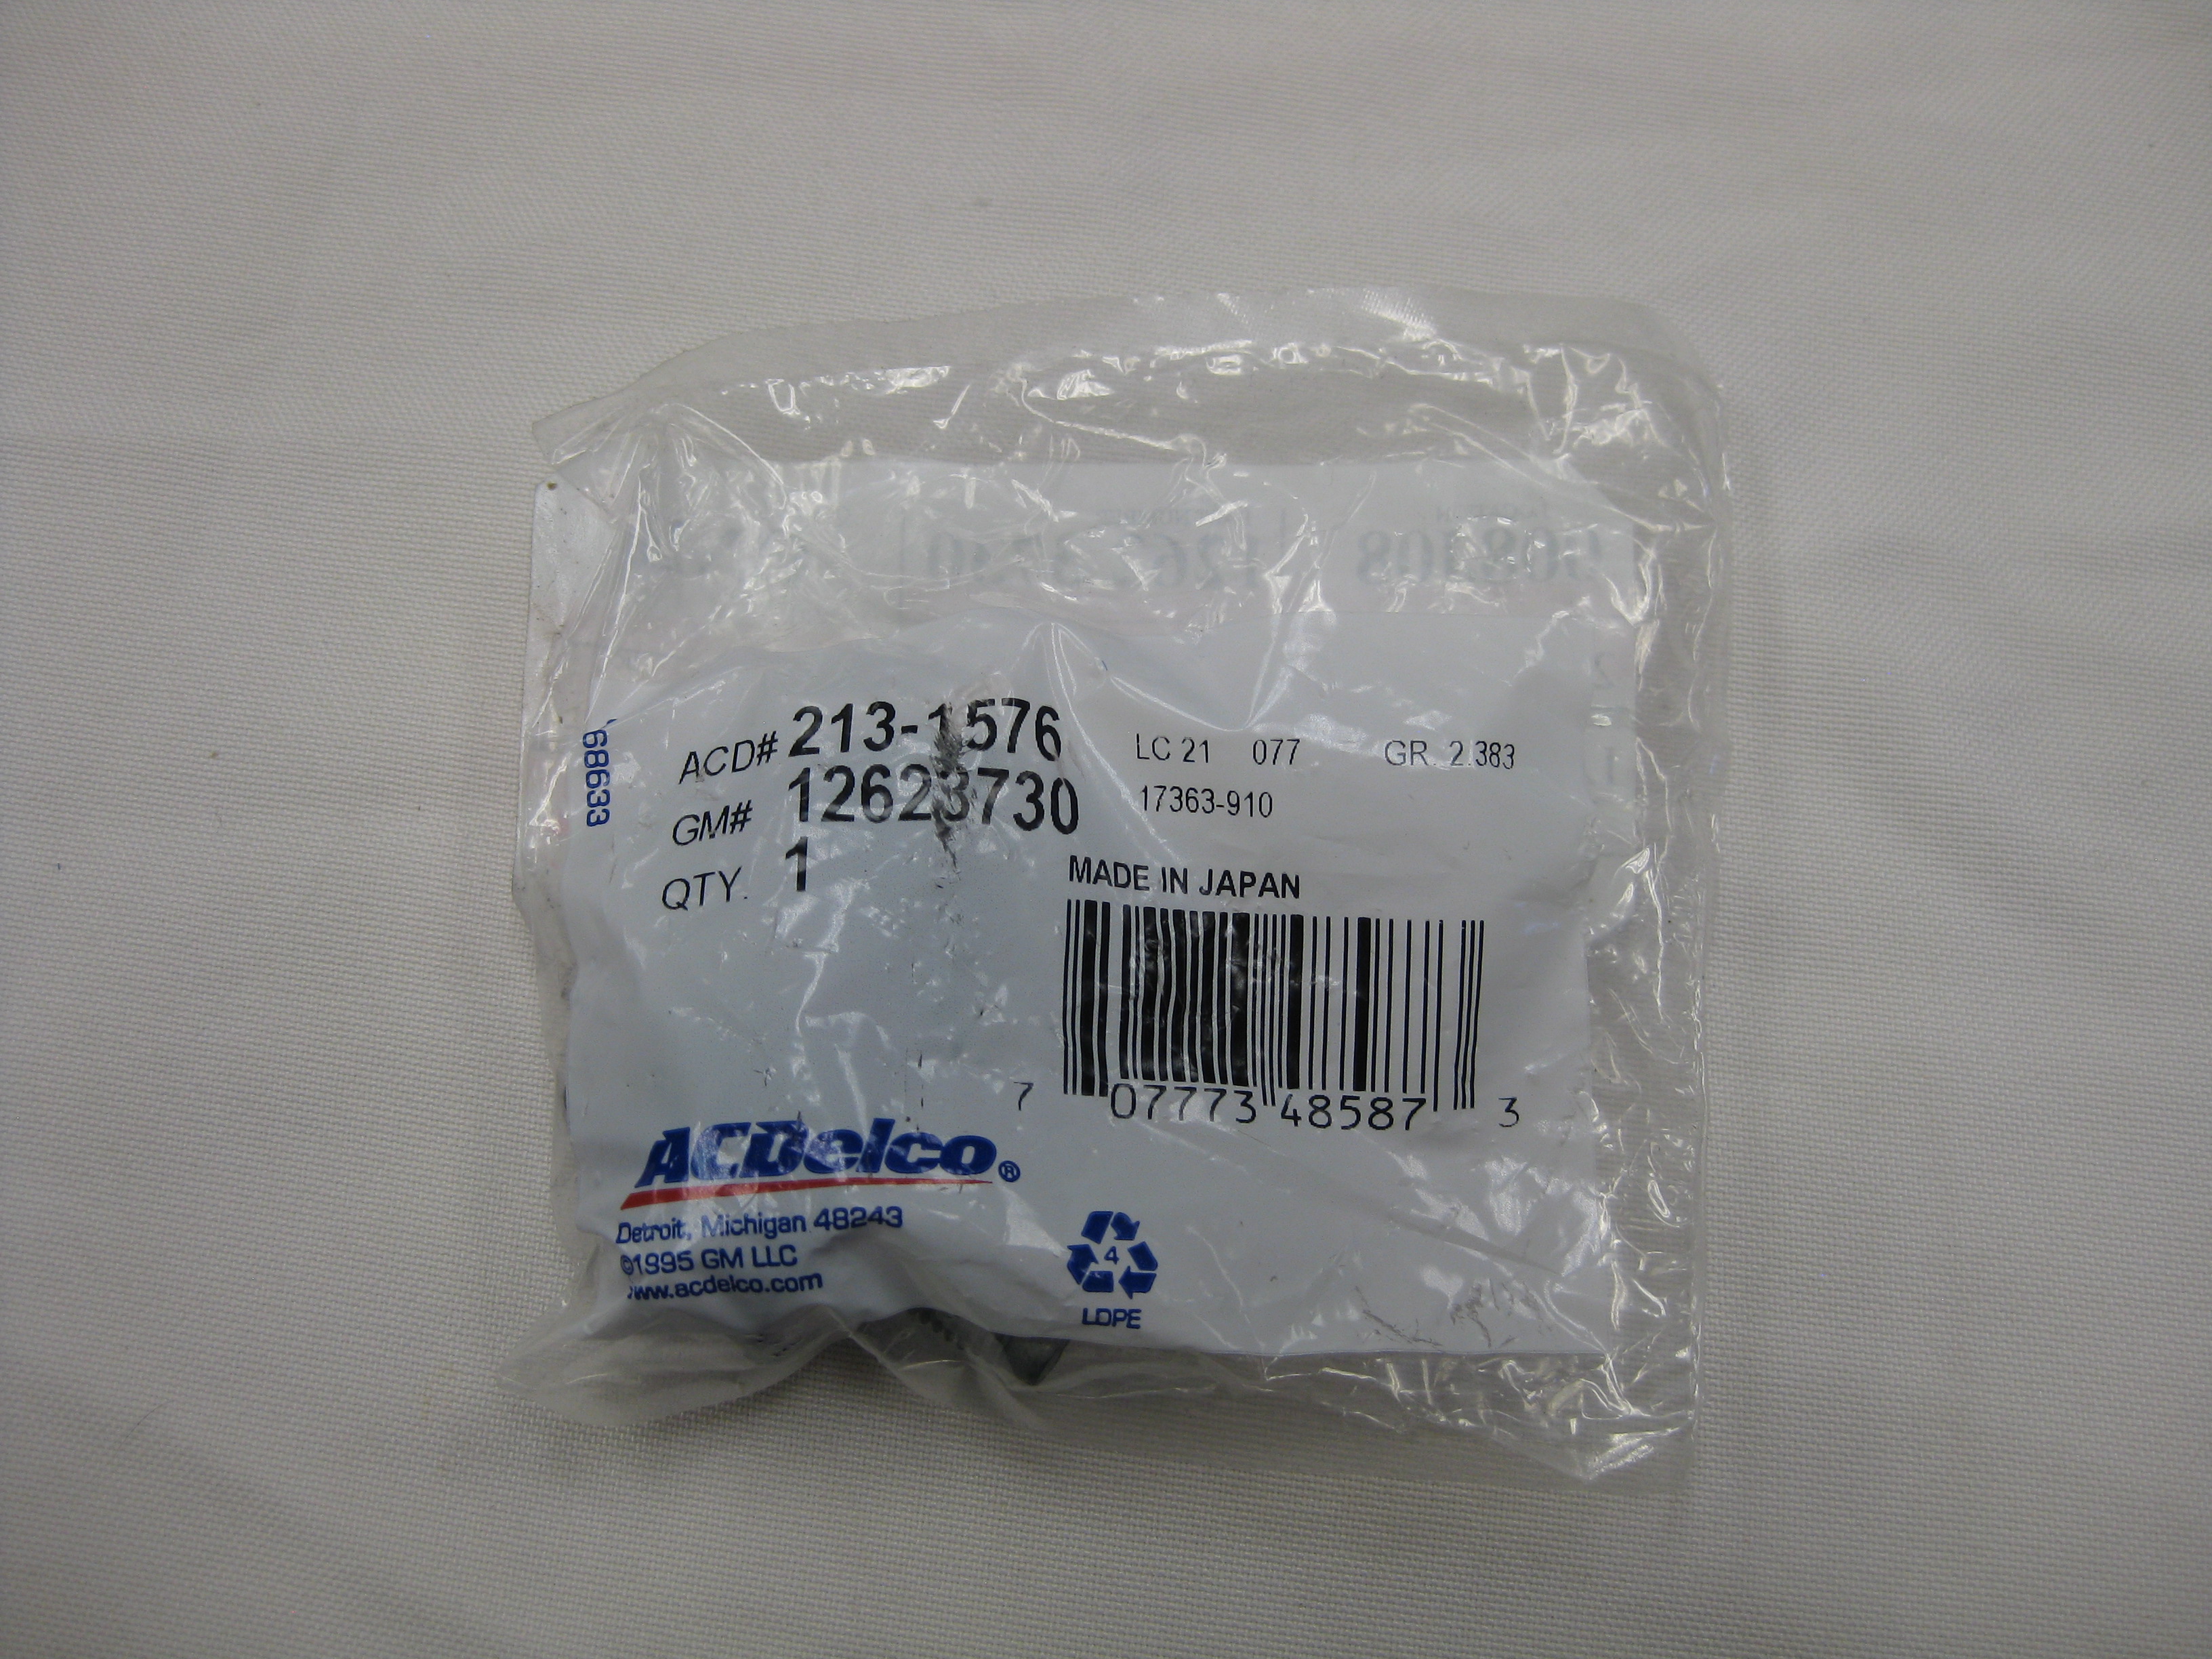 68633
ACD# 213-1576
GM# 12623730
QTY. 1
LC 21 077 GR. 2.383
17363-910
MADE IN JAPAN
7 07773 48587 3
ACDelco®
Detroit, Michigan 48243
©1995 GM LLC
www.acdelco.com
4
LDPE